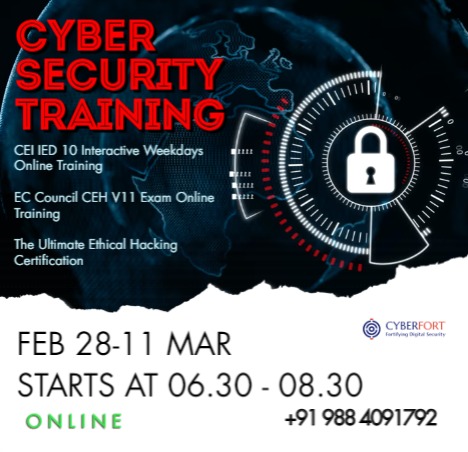 CYBER
SECURITY
TRAINING
CEI IED 10 Interactive Weekdays
Online Training
EC Council CEH V11 Exam Online
Training
The Ultimate Ethical Hacking
Certification
CYBERFORT
Fortifying Digital Security
FEB 28-11 MAR
STARTS AT 06.30 - 08.30
ONLINE
+91 988 4091792